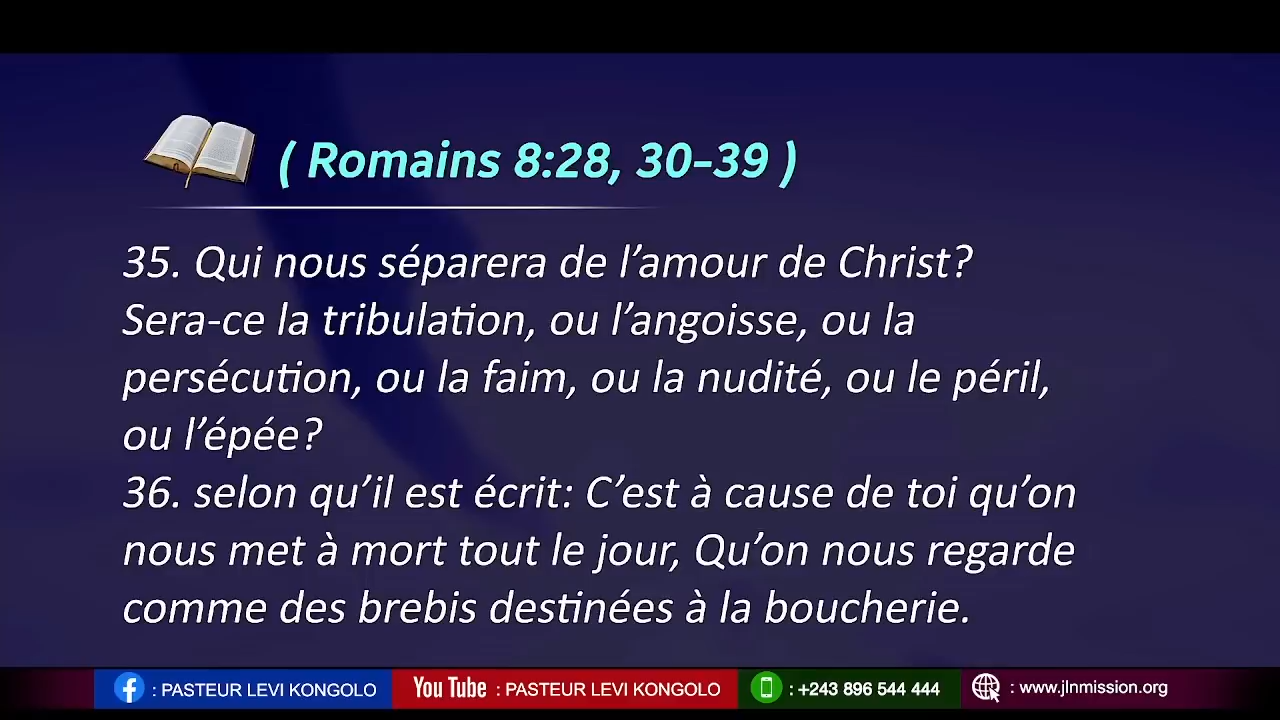 ( Romains 8:28, 30-39 )
35. Qui nous séparera de l’amour de Christ?
Sera-ce la tribulation, ou l’angoisse, ou la
persécution, ou la faim, ou la nudité, ou le péril,
ou l’épée?
36. selon qu’il est écrit: C’est à cause de toi qu’on
nous met à mort tout le jour, Qu’on nous regarde
comme des brebis destinées à la boucherie.
f : PASTEUR LEVI KONGOLO You Tube : PASTEUR LEVI KONGOLO : +243 896 544 444 : www.jlnmission.org